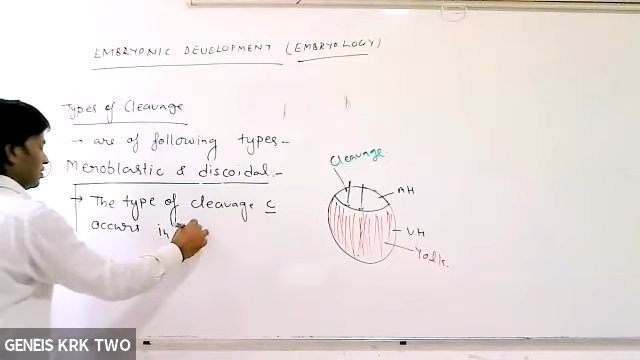 EMBRYONIC DEVELOPMENT (EMBRYOLOGY)
Types of Cleavage
→ are of following types-
Meroblastic & discoidal.-
→ The type of cleavage c
occurs in
Cleavage.
AH
VH
Yolk.
GENEIS KRK TWO